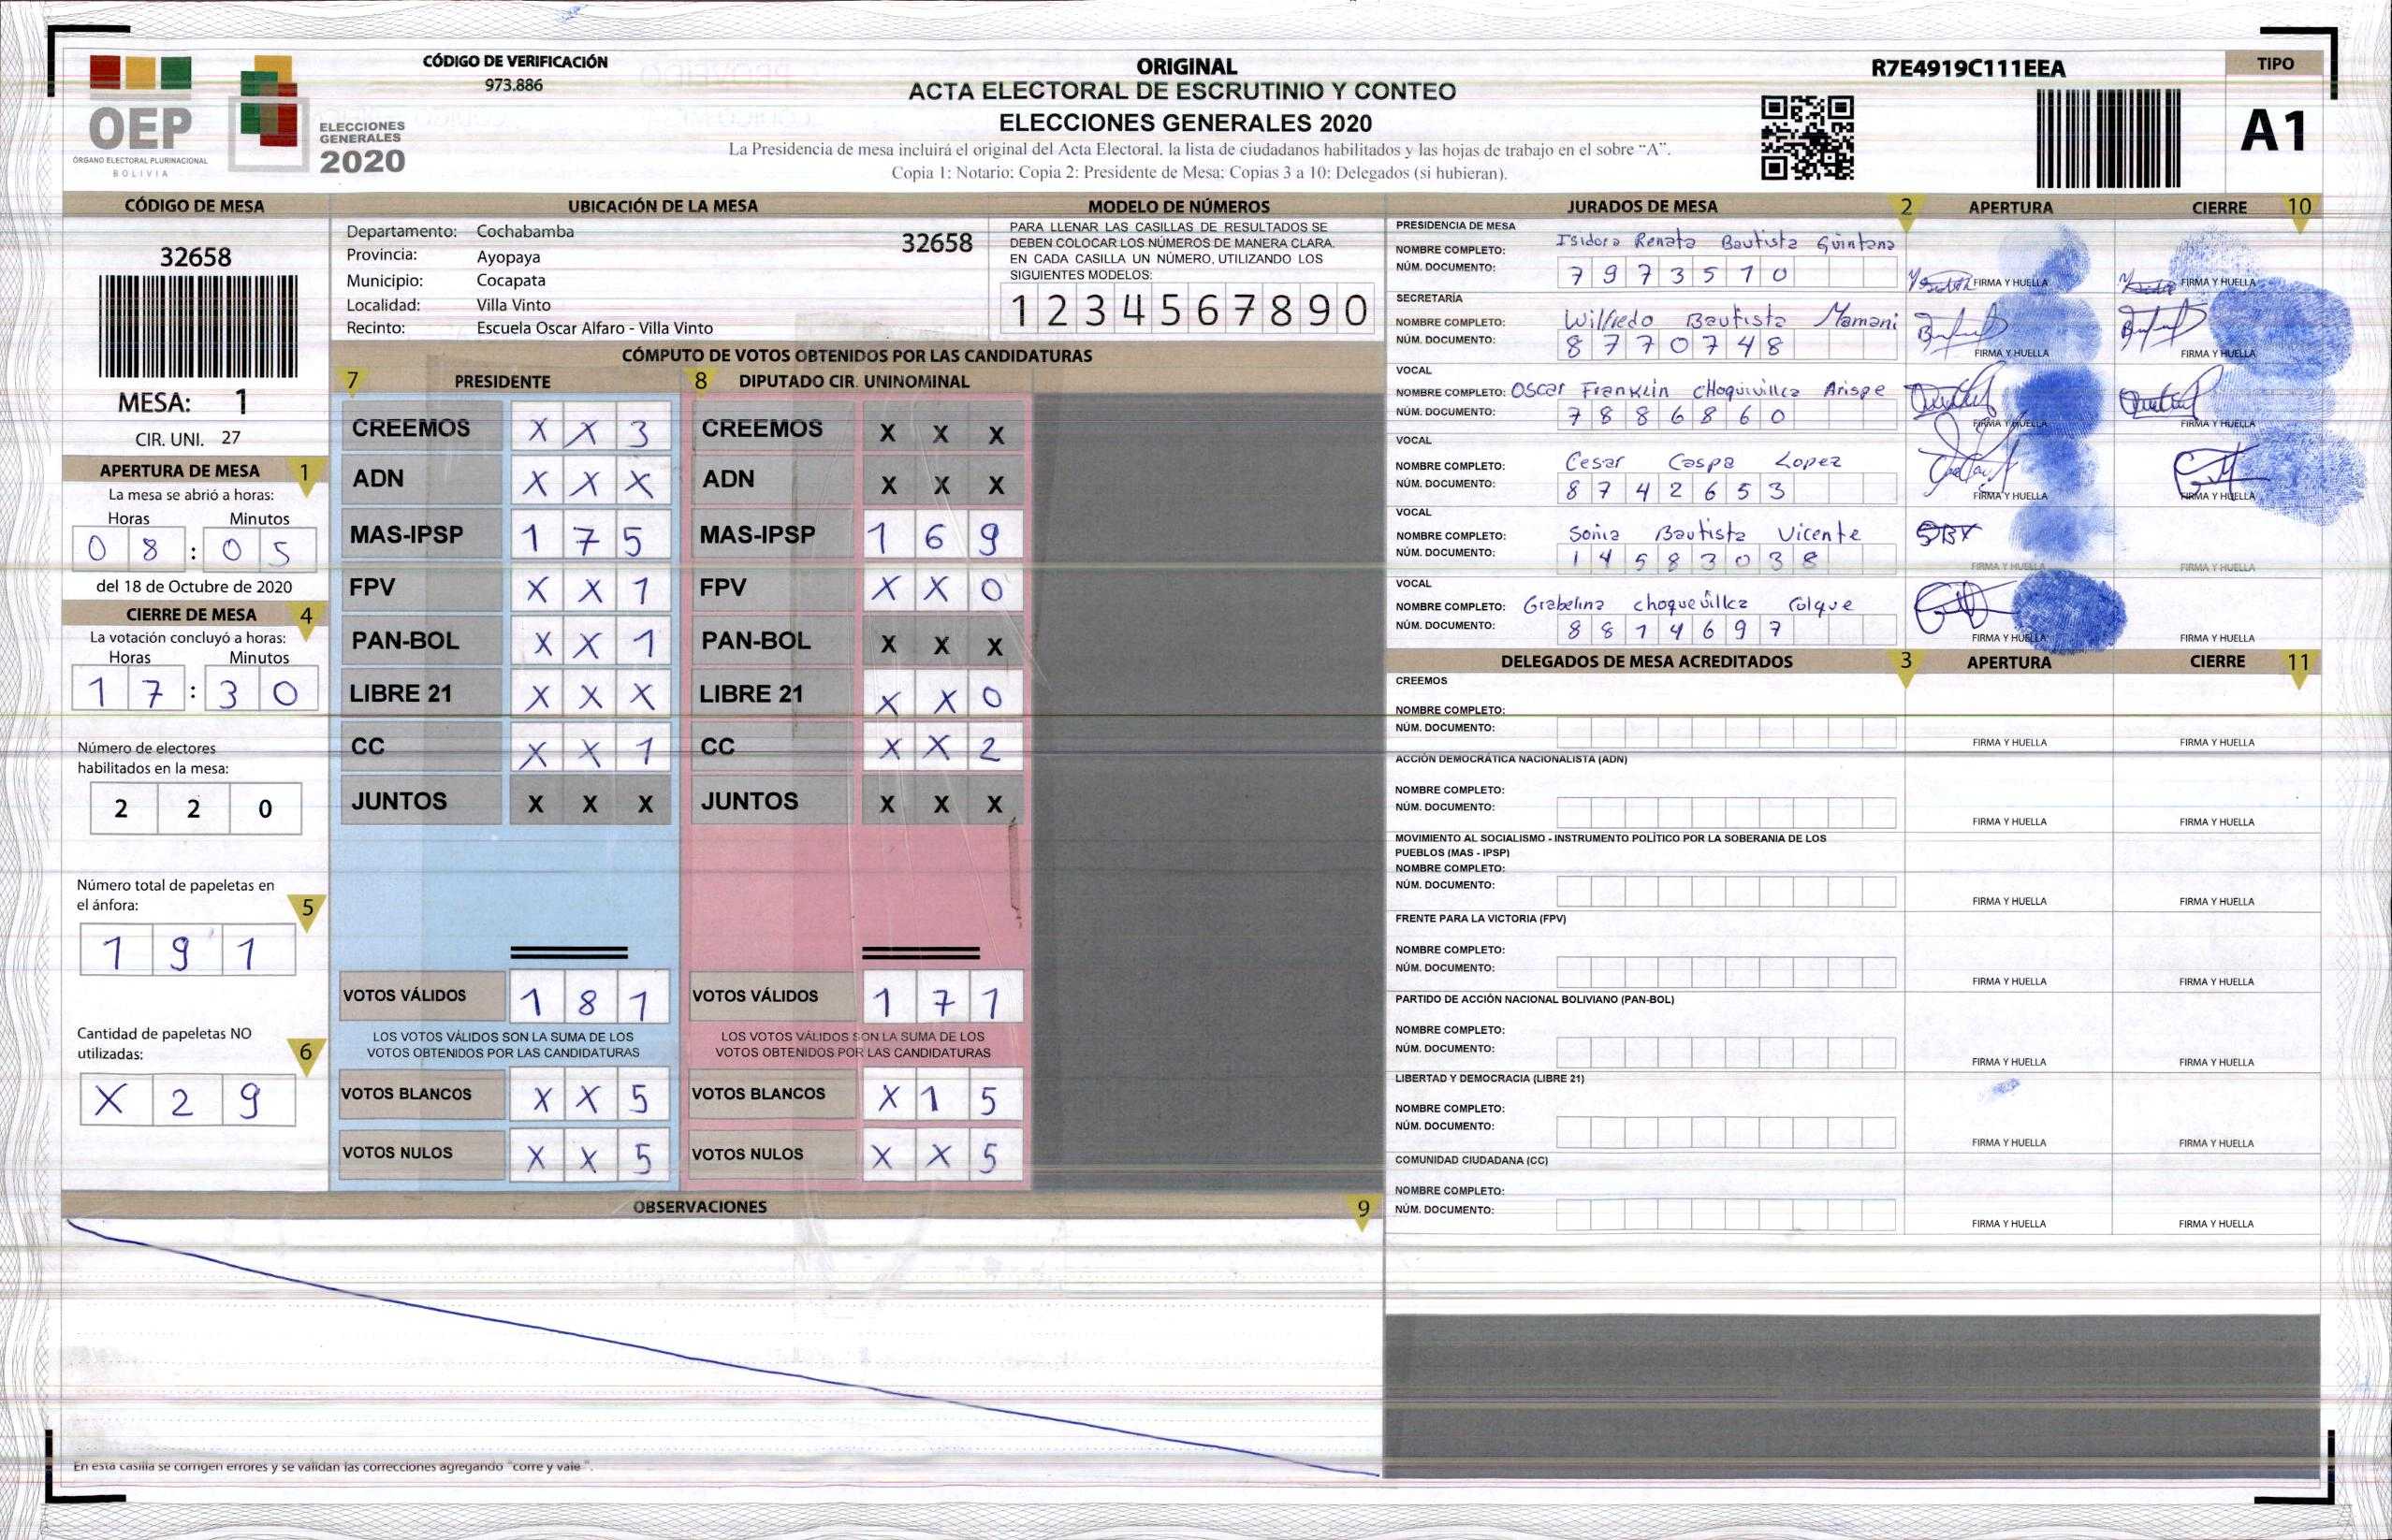 CÓDIGO DE VERIFICACIÓN
973.886
OEP
ÓRGANO ELECTORAL PLURINACIONAL
BOLIVIA
ELECCIONES
GENERALES
2020
ORIGINAL
ACTA ELECTORAL DE ESCRUTINIO Y CONTEO
ELECCIONES GENERALES 2020
La Presidencia de mesa incluirá el original del Acta Electoral, la lista de ciudadanos habilitados y las hojas de trabajo en el sobre “A”.
Copia 1: Notario; Copia 2: Presidente de Mesa; Copias 3 a 10: Delegados (si hubieran).
R7E4919C111EEA
TIPO
A1
CÓDIGO DE MESA
32658
MESA: 1
CIR. UNI. 27
APERTURA DE MESA 1
La mesa se abrió a horas:
Horas Minutos
0 8 : 0 5
del 18 de Octubre de 2020
CIERRE DE MESA 4
La votación concluyó a horas:
Horas Minutos
1 7 : 3 0
Número de electores
habilitados en la mesa:
2 2 0
Número total de papeletas en
el ánfora:
5
1 9 1
Cantidad de papeletas NO
utilizadas:
6
X 2 9
UBICACIÓN DE LA MESA
Departamento: Cochabamba
32658
Provincia: Ayopaya
Municipio: Cocapata
Localidad: Villa Vinto
Recinto: Escuela Oscar Alfaro - Villa Vinto
MODELO DE NÚMEROS
PARA LLENAR LAS CASILLAS DE RESULTADOS SE
DEBEN COLOCAR LOS NÚMEROS DE MANERA CLARA.
EN CADA CASILLA UN NÚMERO, UTILIZANDO LOS
SIGUIENTES MODELOS:
1 2 3 4 5 6 7 8 9 0
CÓMPUTO DE VOTOS OBTENIDOS POR LAS CANDIDATURAS
7 PRESIDENTE
CREEMOS X X 3
ADN X X X
MAS-IPSP 1 7 5
FPV X X 1
PAN-BOL X X 1
LIBRE 21 X X X
CC X X 1
JUNTOS X X X
VOTOS VÁLIDOS 1 8 1
LOS VOTOS VÁLIDOS SON LA SUMA DE LOS
VOTOS OBTENIDOS POR LAS CANDIDATURAS
VOTOS BLANCOS X X 5
VOTOS NULOS X X 5
8 DIPUTADO CIR. UNINOMINAL
CREEMOS X X X
ADN X X X
MAS-IPSP 1 6 9
FPV X X 0
PAN-BOL X X X
LIBRE 21 X X 0
CC X X 2
JUNTOS X X X
VOTOS VÁLIDOS 1 7 1
LOS VOTOS VÁLIDOS SON LA SUMA DE LOS
VOTOS OBTENIDOS POR LAS CANDIDATURAS
VOTOS BLANCOS X 1 5
VOTOS NULOS X X 5
OBSERVACIONES 9
En esta casilla se corrigen errores y se validan las correcciones agregando "corre y vale".
JURADOS DE MESA 2 APERTURA CIERRE 10
PRESIDENCIA DE MESA
NOMBRE COMPLETO: Isidora Renata Bautista Quintana
NÚM. DOCUMENTO: 7 9 7 3 5 1 0
FIRMA Y HUELLA FIRMA Y HUELLA
SECRETARÍA
NOMBRE COMPLETO: Wilfredo Bautista Mamani
NÚM. DOCUMENTO: 8 7 7 0 7 4 8
FIRMA Y HUELLA FIRMA Y HUELLA
VOCAL
NOMBRE COMPLETO: Oscar Franklin CHoquivillca Arispe
NÚM. DOCUMENTO: 7 8 8 6 8 6 0
FIRMA Y HUELLA FIRMA Y HUELLA
VOCAL
NOMBRE COMPLETO: Cesar Caspa Lopez
NÚM. DOCUMENTO: 8 7 4 2 6 5 3
FIRMA Y HUELLA FIRMA Y HUELLA
VOCAL
NOMBRE COMPLETO: Sonia Bautista Vicente
NÚM. DOCUMENTO: 1 4 5 8 3 0 3 8
SBV
FIRMA Y HUELLA FIRMA Y HUELLA
VOCAL
NOMBRE COMPLETO: Grabelina choquevillca Colque
NÚM. DOCUMENTO: 8 8 1 4 6 9 7
FIRMA Y HUELLA FIRMA Y HUELLA
DELEGADOS DE MESA ACREDITADOS 3 APERTURA CIERRE 11
CREEMOS
NOMBRE COMPLETO:
NÚM. DOCUMENTO:
FIRMA Y HUELLA FIRMA Y HUELLA
ACCIÓN DEMOCRÁTICA NACIONALISTA (ADN)
NOMBRE COMPLETO:
NÚM. DOCUMENTO:
FIRMA Y HUELLA FIRMA Y HUELLA
MOVIMIENTO AL SOCIALISMO - INSTRUMENTO POLÍTICO POR LA SOBERANIA DE LOS
PUEBLOS (MAS - IPSP)
NOMBRE COMPLETO:
NÚM. DOCUMENTO:
FIRMA Y HUELLA FIRMA Y HUELLA
FRENTE PARA LA VICTORIA (FPV)
NOMBRE COMPLETO:
NÚM. DOCUMENTO:
FIRMA Y HUELLA FIRMA Y HUELLA
PARTIDO DE ACCIÓN NACIONAL BOLIVIANO (PAN-BOL)
NOMBRE COMPLETO:
NÚM. DOCUMENTO:
FIRMA Y HUELLA FIRMA Y HUELLA
LIBERTAD Y DEMOCRACIA (LIBRE 21)
NOMBRE COMPLETO:
NÚM. DOCUMENTO:
FIRMA Y HUELLA FIRMA Y HUELLA
COMUNIDAD CIUDADANA (CC)
NOMBRE COMPLETO:
NÚM. DOCUMENTO:
FIRMA Y HUELLA FIRMA Y HUELLA